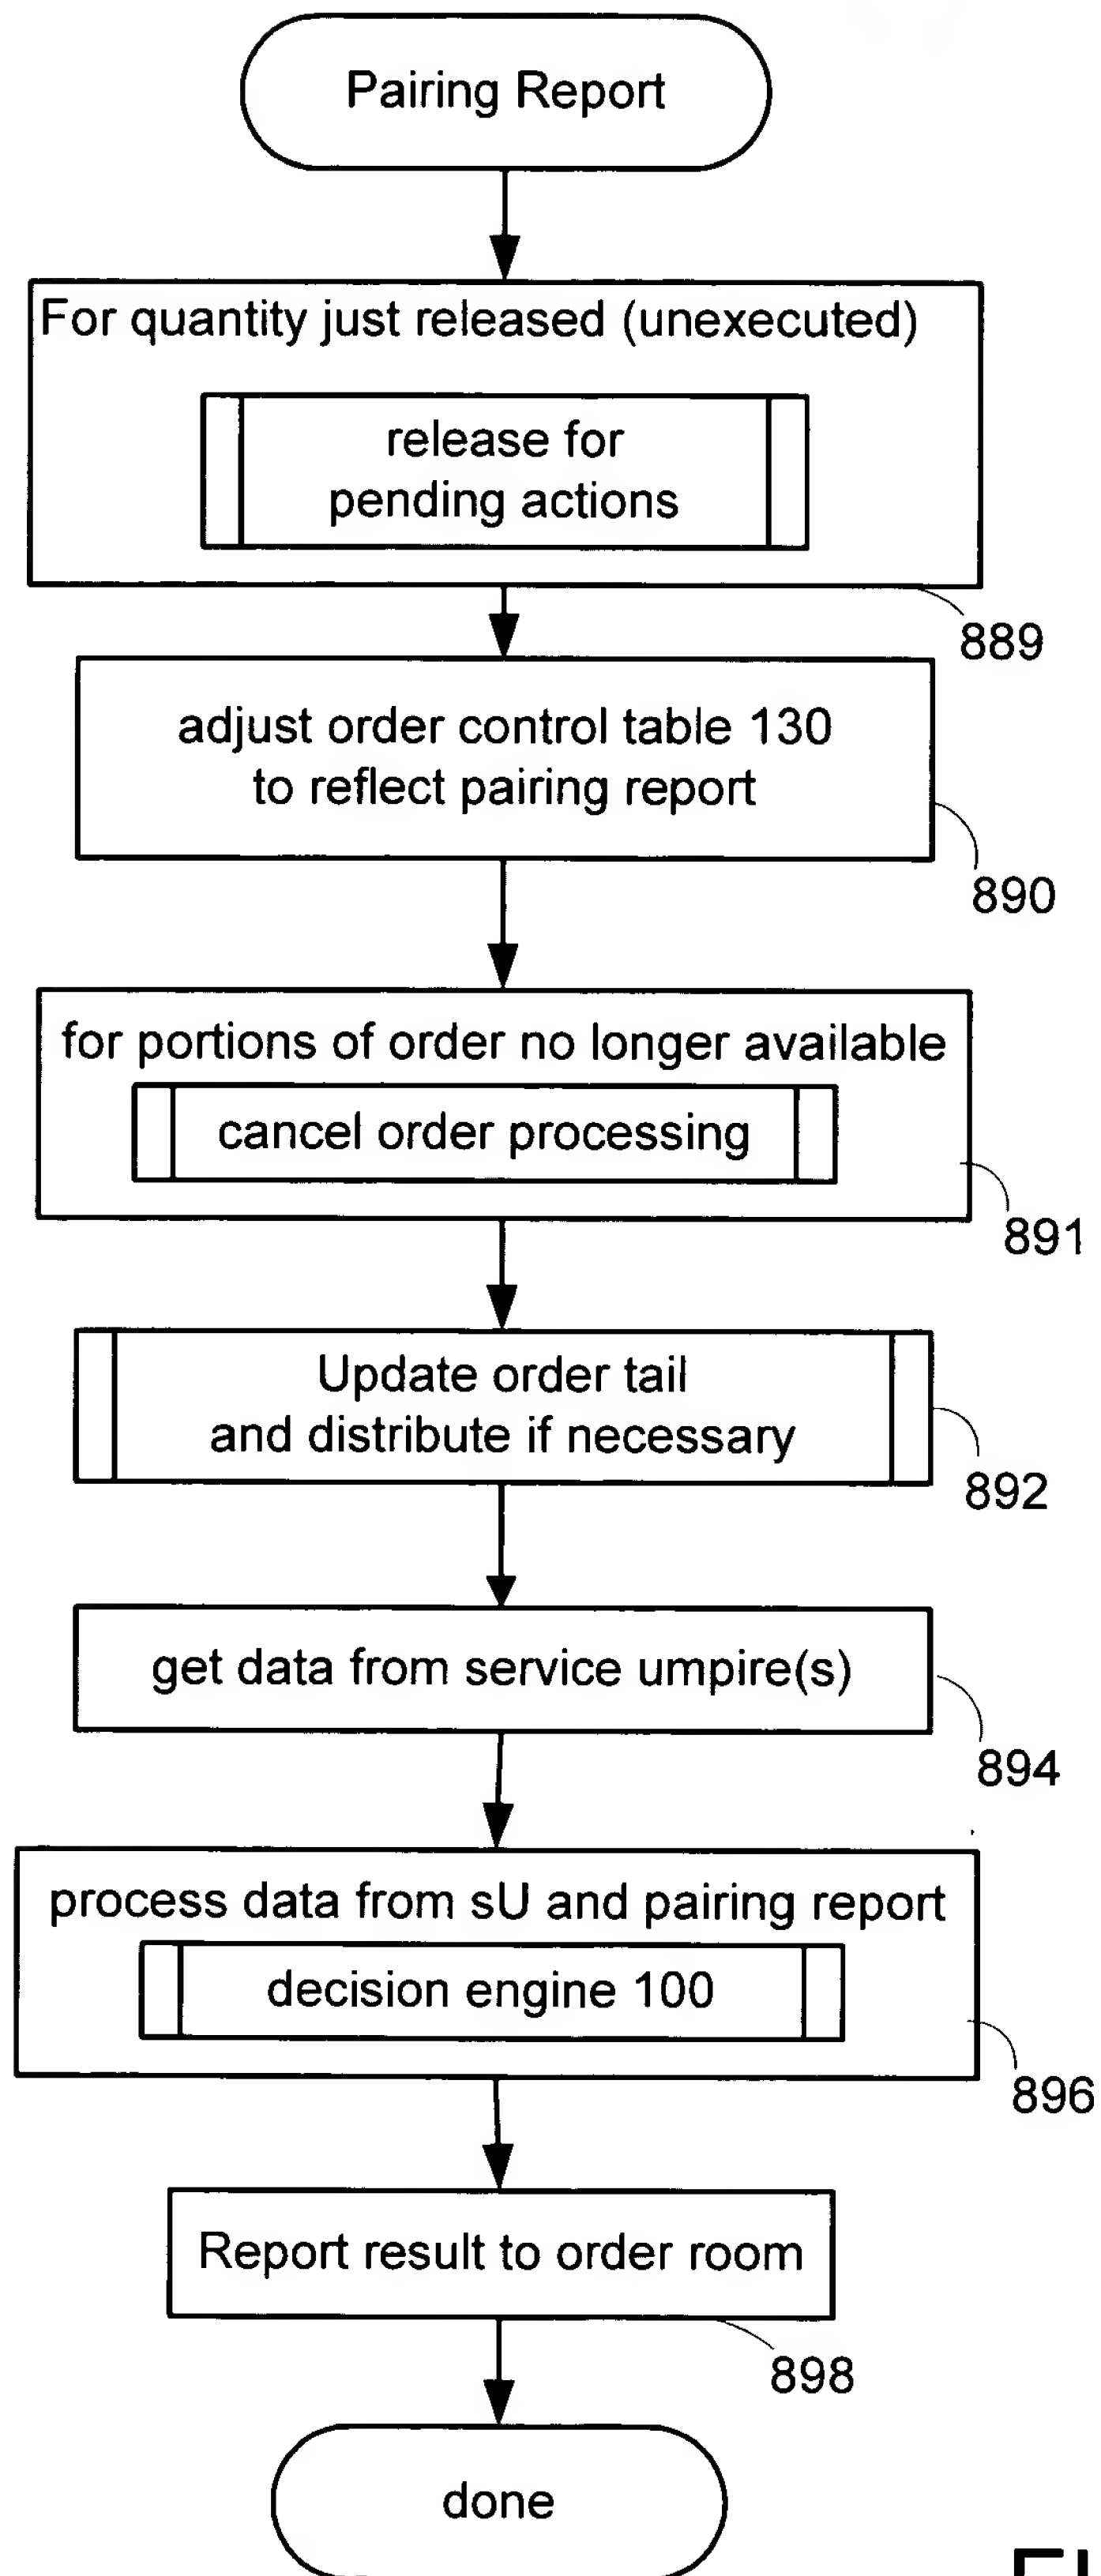 Pairing Report
For quantity just released (unexecuted)
release for
pending actions
889
adjust order control table 130
to reflect pairing report
890
for portions of order no longer available
cancel order processing
891
Update order tail
and distribute if necessary
892
get data from service umpire(s)
894
process data from sU and pairing report
decision engine 100
896
Report result to order room
898
done